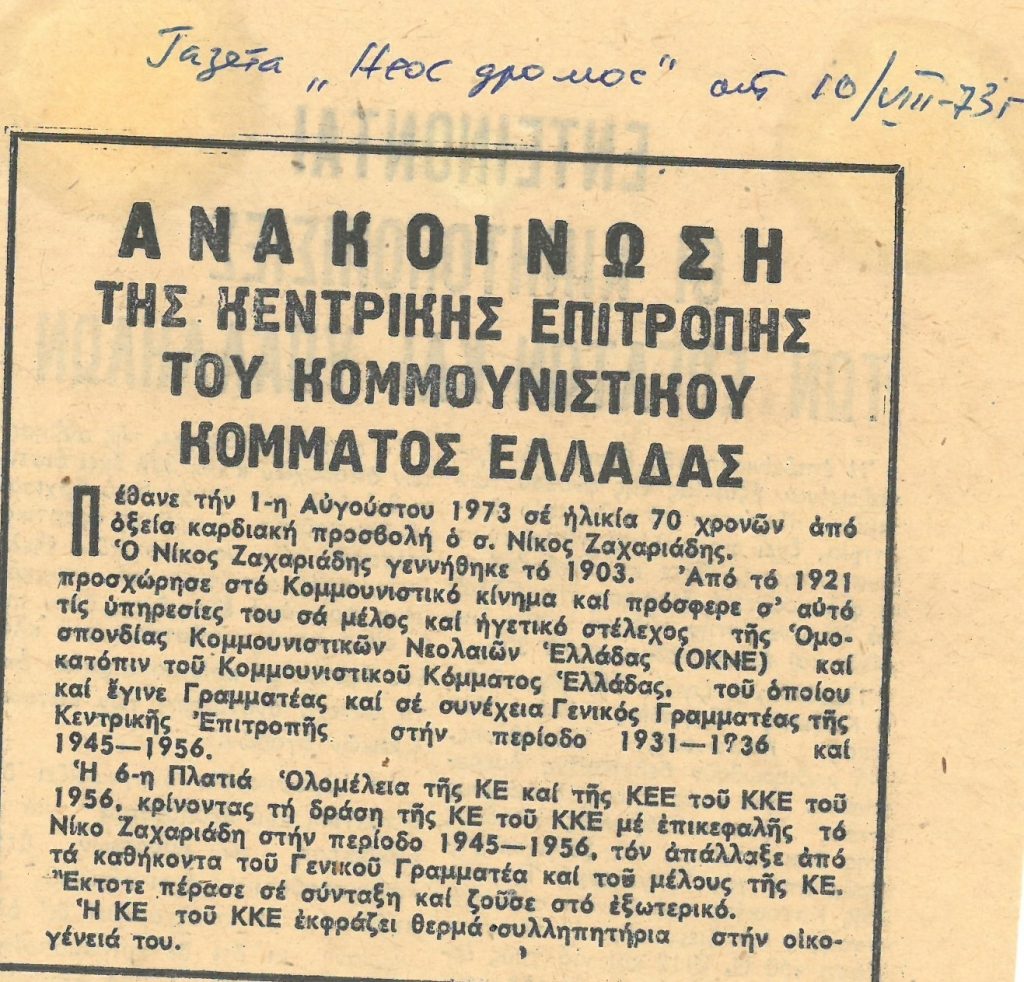 Газета „Неос дромос" от 10/VIII-73г
ΑΝΑΚΟΙΝΩΣΗ
ΤΗΣ ΚΕΝΤΡΙΚΗΣ ΕΠΙΤΡΟΠΗΣ
ΤΟΥ ΚΟΜΜΟΥΝΙΣΤΙΚΟΥ
ΚΟΜΜΑΤΟΣ ΕΛΛΑΔΑΣ
Πέθανε τήν 1-η Αὐγούστου 1973 σέ ἡλικία 70 χρονῶν ἀπό
ὀξεία καρδιακή προσβολή ὁ σ. Νίκος Ζαχαριάδης.
Ὁ Νίκος Ζαχαριάδης γεννήθηκε τό 1903. Ἀπό τό 1921
προσχώρησε στό Κομμουνιστικό κίνημα καί πρόσφερε σ' αὐτό
τίς ὑπηρεσίες του σά μέλος καί ἡγετικό στέλεχος τῆς Ὁμο-
σπονδίας Κομμουνιστικῶν Νεολαιῶν Ἑλλάδας (ΟΚΝΕ) καί
κατόπιν τοῦ Κομμουνιστικοῦ Κόμματος Ἑλλάδας, τοῦ ὁποίου
καί ἔγινε Γραμματέας καί σέ συνέχεια Γενικός Γραμματέας τῆς
Κεντρικῆς Ἐπιτροπῆς στήν περίοδο 1931—1936 καί
1945—1956.
Ἡ 6-η Πλατιά Ὁλομέλεια τῆς ΚΕ καί τῆς ΚΕΕ τοῦ ΚΚΕ τοῦ
1956, κρίνοντας τή δράση τῆς ΚΕ τοῦ ΚΚΕ μέ ἐπικεφαλῆς τό
Νίκο Ζαχαριάδη στήν περίοδο 1945—1956, τόν ἀπάλλαξε ἀπό
τά καθήκοντα τοῦ Γενικοῦ Γραμματέα καί τοῦ μέλους τῆς ΚΕ.
Ἔκτοτε πέρασε σέ σύνταξη καί ζοῦσε στό ἐξωτερικό.
Ἡ ΚΕ τοῦ ΚΚΕ ἐκφράζει θερμά συλληπητήρια στήν οἰκο-
γένειά του.